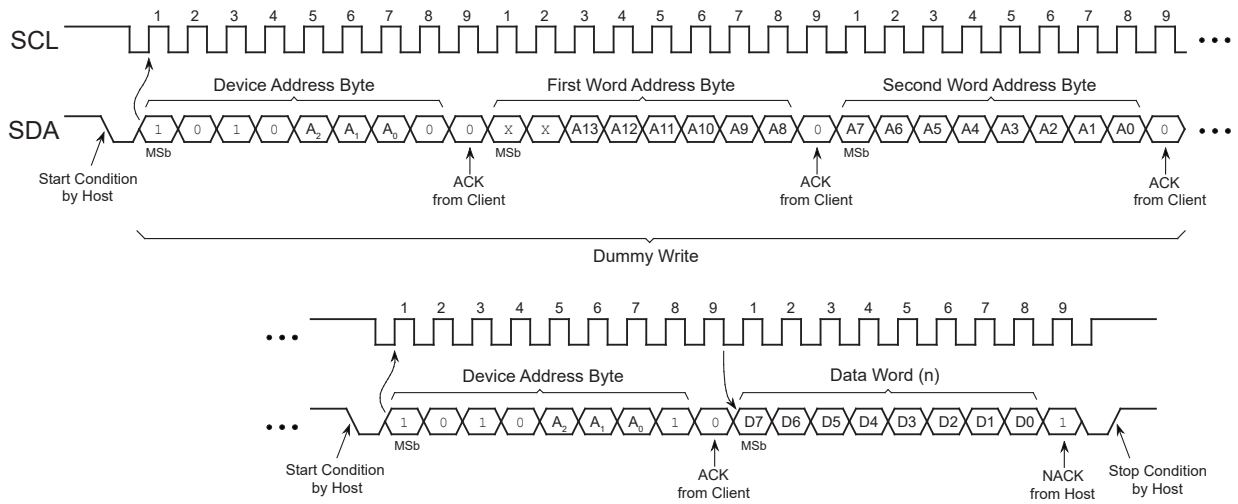 1 2 3 4 5 6 7 8 9 1 2 3 4 5 6 7 8 9 1 2 3 4 5 6 7 8 9
SCL
Device Address Byte First Word Address Byte Second Word Address Byte
SDA 1 0 1 0 A2 A1 A0 0 0 X X A13 A12 A11 A10 A9 A8 0 A7 A6 A5 A4 A3 A2 A1 A0 0
MSb MSb MSb
Start Condition ACK ACK ACK
by Host from Client from Client from Client
Dummy Write
1 2 3 4 5 6 7 8 9 1 2 3 4 5 6 7 8 9
Device Address Byte Data Word (n)
1 0 1 0 A2 A1 A0 1 0 D7 D6 D5 D4 D3 D2 D1 D0 1
MSb MSb
Start Condition ACK NACK Stop Condition
by Host from Client from Host by Host